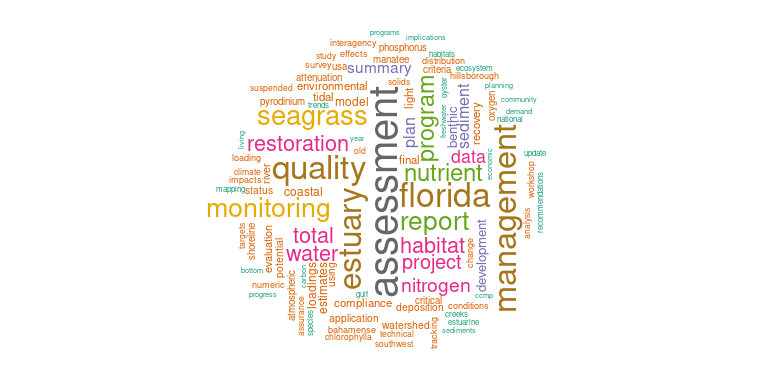 programs
implications
interagency
phosphorus
study
effects
manatee
habitats
survey
usa
summary
distribution
criteria
ecosystem
hillsborough
attenuation
suspended
environmental
solids
planning
pyrodinium
tidal
trends
model
light
program
oyster
freshwater
plan
benthic
sediment
recovery
oxygen
community
demand
national
seagrass
assessment
management
living
restoration
year
old
quality
loading
final
data
nutrient
economic
update
workshop
recommendations
climate
impacts
river
mapping
status
coastal
estuary
florida
monitoring
report
targets
shoreline
evaluation
potential
total
water
habitat
project
change
development
analysis
bottom
numeric
progress
atmospheric
carbon
loadings
estimates
using
nitrogen
gulf
ccmp
assurance
species
compliance
deposition
critical
conditions
creeks
application
bahamense
chlorophylla
watershed
technical
southwest
tracking
estuarine
sediments